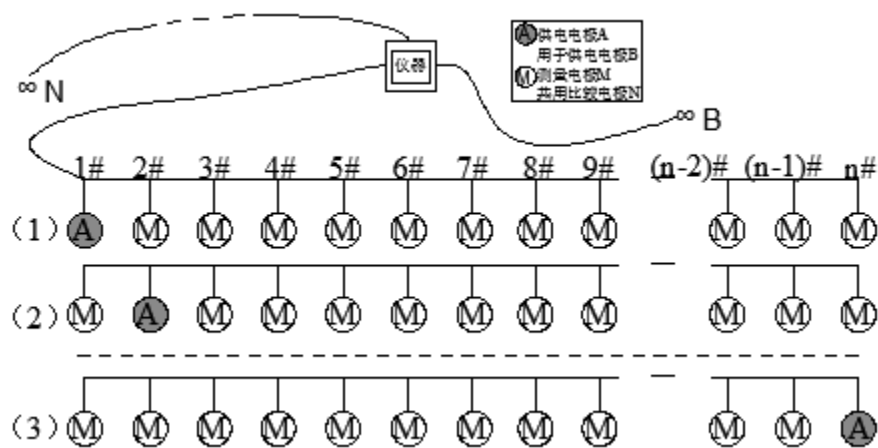 ∞ N
仪器
A 供电电极A
用于供电电极B
M 测量电极M
共用比较电极N
∞ B
1# 2# 3# 4# 5# 6# 7# 8# 9# (n-2)# (n-1)# n#
(1) A M M M M M M M M M M M
(2) M A M M M M M M M M M M
(3) M M M M M M M M M M M A